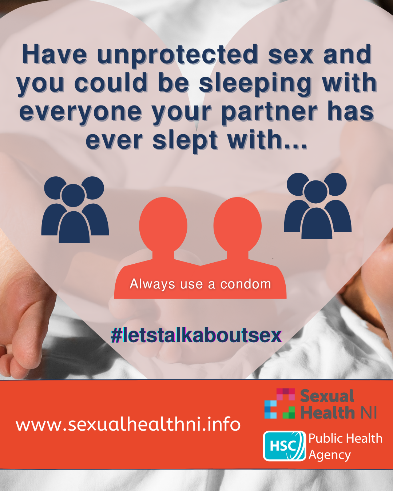 Have unprotected sex and
you could be sleeping with
everyone your partner has
ever slept with...
Always use a condom
#letstalkaboutsex
www.sexualhealthni.info
Sexual
Health NI
HSC
Public Health
Agency